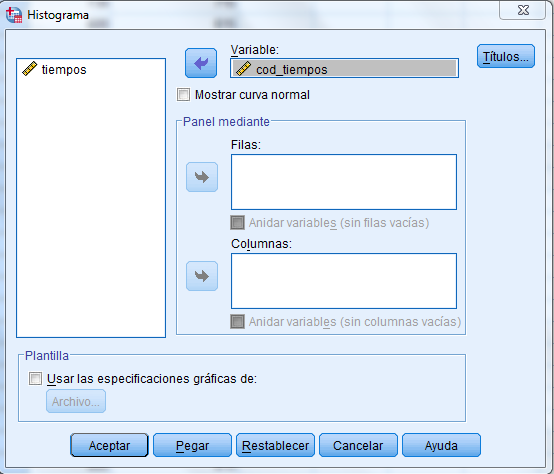 Histograma
tiempos
Variable:
cod_tiempos
Títulos...
Mostrar curva normal
Panel mediante
Filas:
Anidar variables (sin filas vacías)
Columnas:
Anidar variables (sin columnas vacías)
Plantilla
Usar las especificaciones gráficas de:
Archivo...
Aceptar Pegar Restablecer Cancelar Ayuda